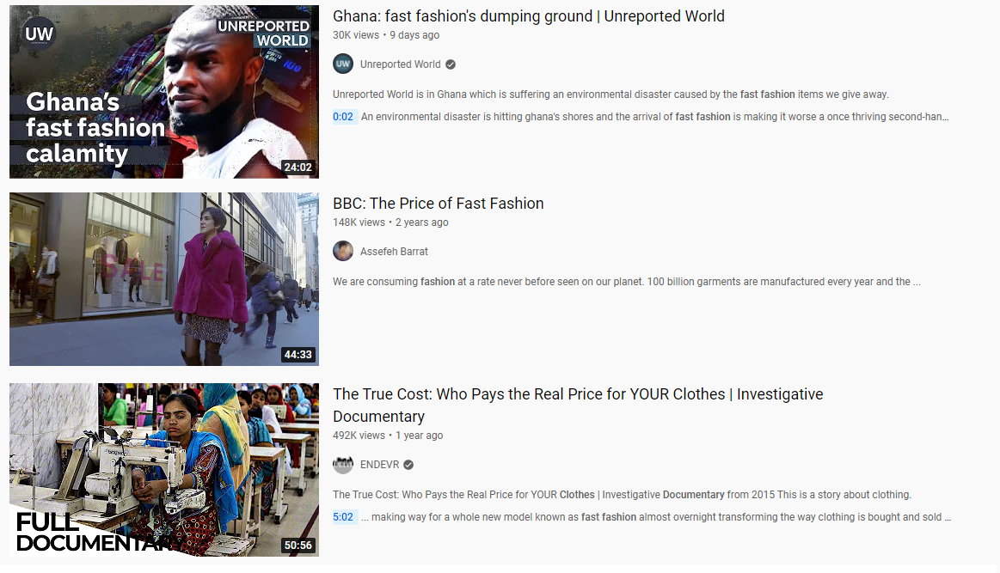 UW
UNREPORTED
WORLD
Ghana's
fast fashion
calamity
24:02
Ghana: fast fashion's dumping ground | Unreported World
30K views • 9 days ago
UW Unreported World
Unreported World is in Ghana which is suffering an environmental disaster caused by the fast fashion items we give away.
0:02 An environmental disaster is hitting ghana's shores and the arrival of fast fashion is making it worse a once thriving second-han...
SALE
44:33
BBC: The Price of Fast Fashion
148K views • 2 years ago
Assefeh Barrat
We are consuming fashion at a rate never before seen on our planet. 100 billion garments are manufactured every year and the ...
FULL
DOCUMENTARY
50:56
The True Cost: Who Pays the Real Price for YOUR Clothes | Investigative
Documentary
492K views • 1 year ago
ENDEVR
The True Cost: Who Pays the Real Price for YOUR Clothes | Investigative Documentary from 2015 This is a story about clothing.
5:02 ... making way for a whole new model known as fast fashion almost overnight transforming the way clothing is bought and sold ...